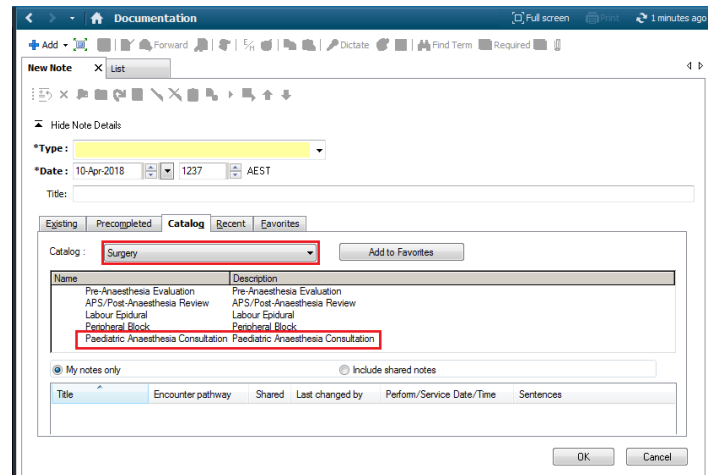 Documentation
Full screen Print 1 minutes ago
Add Forward Dictate Find Term Required
New Note X List
Hide Note Details
*Type :
*Date : 10-Apr-2018 1237 AEST
Title:
Existing Precompleted Catalog Recent Favorites
Catalog : Surgery Add to Favorites
Name Description
Pre-Anaesthesia Evaluation Pre-Anaesthesia Evaluation
APS/Post-Anaesthesia Review APS/Post-Anaesthesia Review
Labour Epidural Labour Epidural
Peripheral Block Peripheral Block
Paediatric Anaesthesia Consultation Paediatric Anaesthesia Consultation
My notes only Include shared notes
Title Encounter pathway Shared Last changed by Perform/Service Date/Time Sentences
OK Cancel